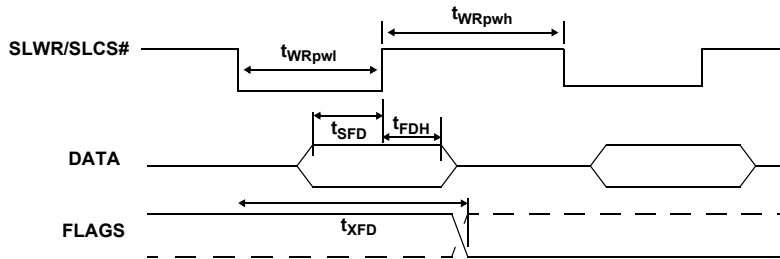 tWRpwh
SLWR/SLCS#
tWRpwl
tSFD
tFDH
DATA
tXFD
FLAGS